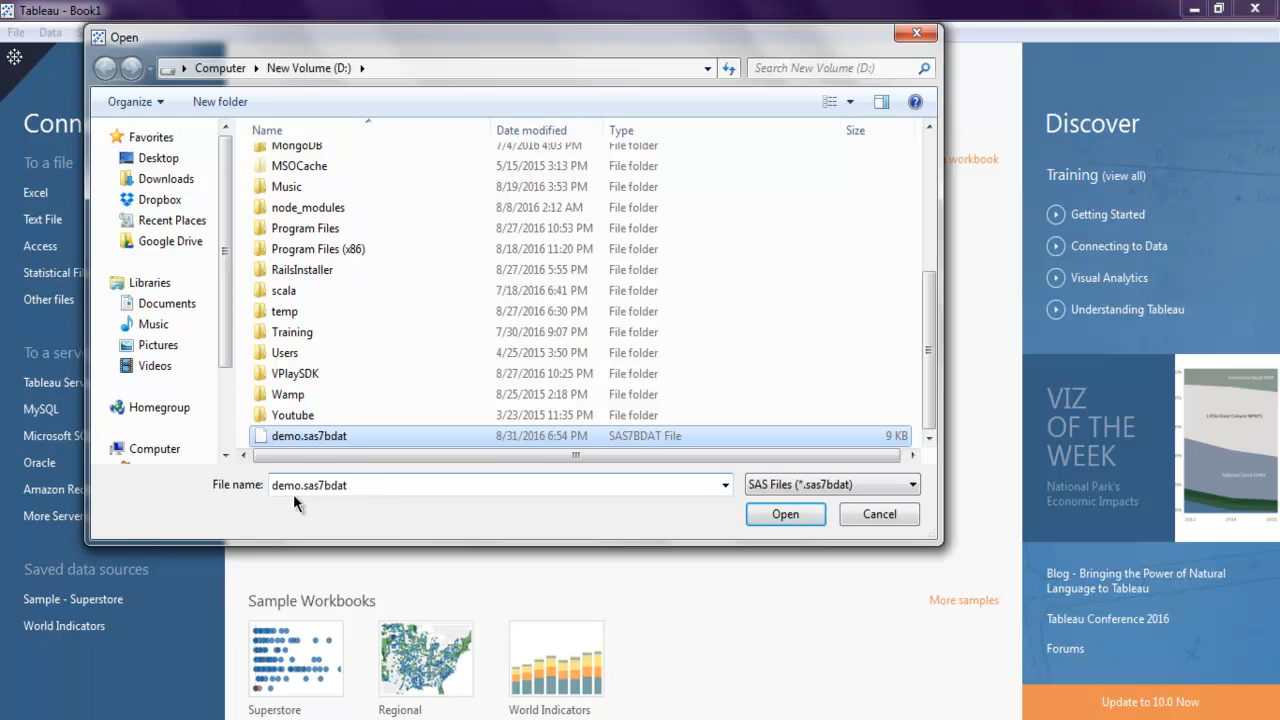 Tableau - Book1
File Data S
Open
Computer New Volume (D:)
Search New Volume (D:)
Organize New folder
Favorites
Desktop
Downloads
Dropbox
Recent Places
Google Drive
Libraries
Documents
Music
Pictures
Videos
Homegroup
Computer
Name Date modified Type Size
MongoDB 7/4/2016 4:03 PM File folder
MSOCache 5/15/2015 3:13 PM File folder
Music 8/19/2016 3:53 PM File folder
node_modules 8/8/2016 2:12 AM File folder
Program Files 8/27/2016 10:53 PM File folder
Program Files (x86) 8/18/2016 11:20 PM File folder
RailsInstaller 8/27/2016 5:55 PM File folder
scala 7/18/2016 6:41 PM File folder
temp 8/27/2016 6:30 PM File folder
Training 7/30/2016 9:07 PM File folder
Users 4/25/2015 3:50 PM File folder
VPlaySDK 8/27/2016 10:25 PM File folder
Wamp 8/25/2015 2:18 PM File folder
Youtube 3/23/2015 11:35 PM File folder
demo.sas7bdat 8/31/2016 6:54 PM SAS7BDAT File 9 KB
File name: demo.sas7bdat SAS Files (*.sas7bdat)
Open Cancel
Conn
To a file
Excel
Text File
Access
Statistical Fi
Other files
To a serve
Tableau Serv
MySQL
Microsoft SQ
Oracle
Amazon Red
More Server
Saved data sources
Sample - Superstore
World Indicators
workbook
Sample Workbooks
More samples
Superstore
Regional
World Indicators
Discover
Training (view all)
Getting Started
Connecting to Data
Visual Analytics
Understanding Tableau
VIZ
OF THE
WEEK
National Park's
Economic Impacts
Blog - Bringing the Power of Natural
Language to Tableau
Tableau Conference 2016
Forums
Update to 10.0 Now